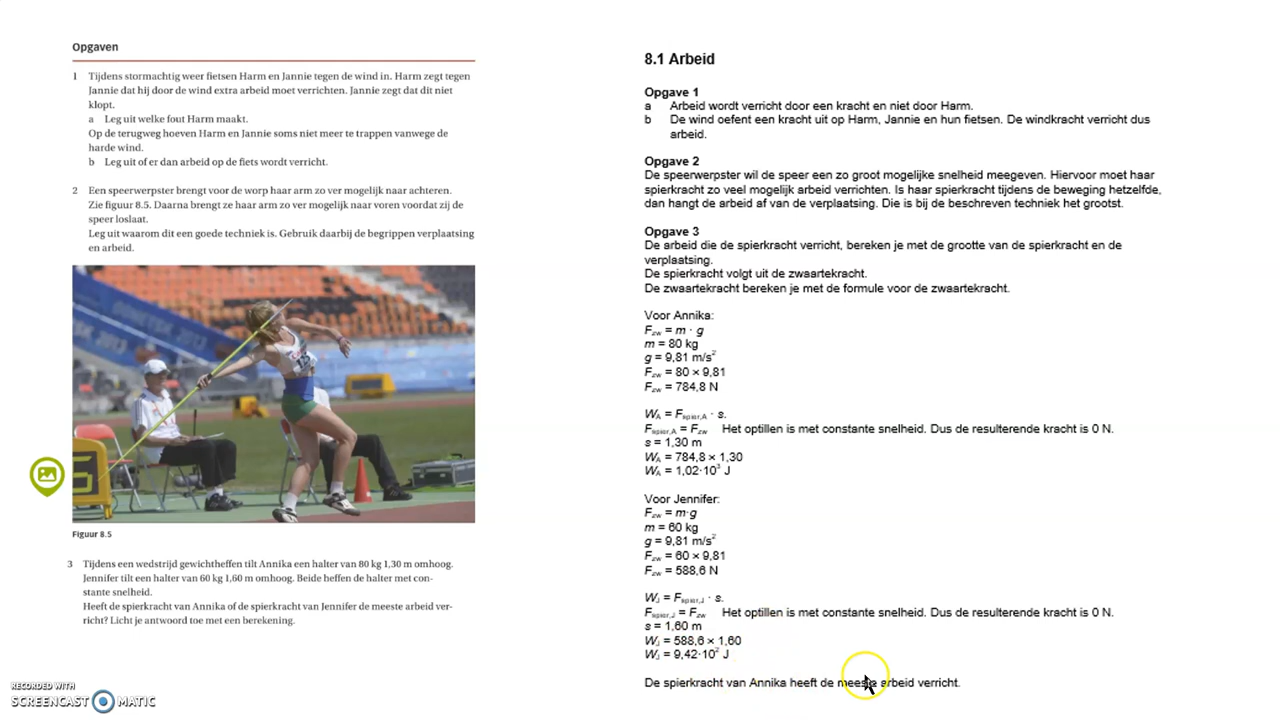 Opgaven
1 Tijdens stormachtig weer fietsen Harm en Jannie tegen de wind in. Harm zegt tegen
Jannie dat hij door de wind extra arbeid moet verrichten. Jannie zegt dat dit niet
klopt.
a Leg uit welke fout Harm maakt.
Op de terugweg hoeven Harm en Jannie soms niet meer te trappen vanwege de
harde wind.
b Leg uit of er dan arbeid op de fiets wordt verricht.
2 Een speerwerpster brengt voor de worp haar arm zo ver mogelijk naar achteren.
Zie figuur 8.5. Daarna brengt ze haar arm zo ver mogelijk naar voren voordat zij de
speer loslaat.
Leg uit waarom dit een goede techniek is. Gebruik daarbij de begrippen verplaatsing
en arbeid.
Figuur 8.5
3 Tijdens een wedstrijd gewichtheffen tilt Annika een halter van 80 kg 1,30 m omhoog.
Jennifer tilt een halter van 60 kg 1,60 m omhoog. Beide heffen de halter met con-
stante snelheid.
Heeft de spierkracht van Annika of de spierkracht van Jennifer de meeste arbeid ver-
richt? Licht je antwoord toe met een berekening.
RECORDED WITH
SCREENCAST MATIC
8.1 Arbeid
Opgave 1
a Arbeid wordt verricht door een kracht en niet door Harm.
b De wind oefent een kracht uit op Harm, Jannie en hun fietsen. De windkracht verricht dus
arbeid.
Opgave 2
De speerwerpster wil de speer een zo groot mogelijke snelheid meegeven. Hiervoor moet haar
spierkracht zo veel mogelijk arbeid verrichten. Is haar spierkracht tijdens de beweging hetzelfde,
dan hangt de arbeid af van de verplaatsing. Die is bij de beschreven techniek het grootst.
Opgave 3
De arbeid die de spierkracht verricht, bereken je met de grootte van de spierkracht en de
verplaatsing.
De spierkracht volgt uit de zwaartekracht.
De zwaartekracht bereken je met de formule voor de zwaartekracht.
Voor Annika:
Fzw = m · g
m = 80 kg
g = 9,81 m/s²
Fzw = 80 × 9,81
Fzw = 784,8 N
WA = Fspier,A · s.
Fspier,A = Fzw Het optillen is met constante snelheid. Dus de resulterende kracht is 0 N.
s = 1,30 m
WA = 784,8 × 1,30
WA = 1,02·10³ J
Voor Jennifer:
Fzw = m·g
m = 60 kg
g = 9,81 m/s²
Fzw = 60 × 9,81
Fzw = 588,6 N
WJ = Fspier,J · s.
Fspier,J = Fzw Het optillen is met constante snelheid. Dus de resulterende kracht is 0 N.
s = 1,60 m
WJ = 588,6 × 1,60
WJ = 9,42·10² J
De spierkracht van Annika heeft de meeste arbeid verricht.